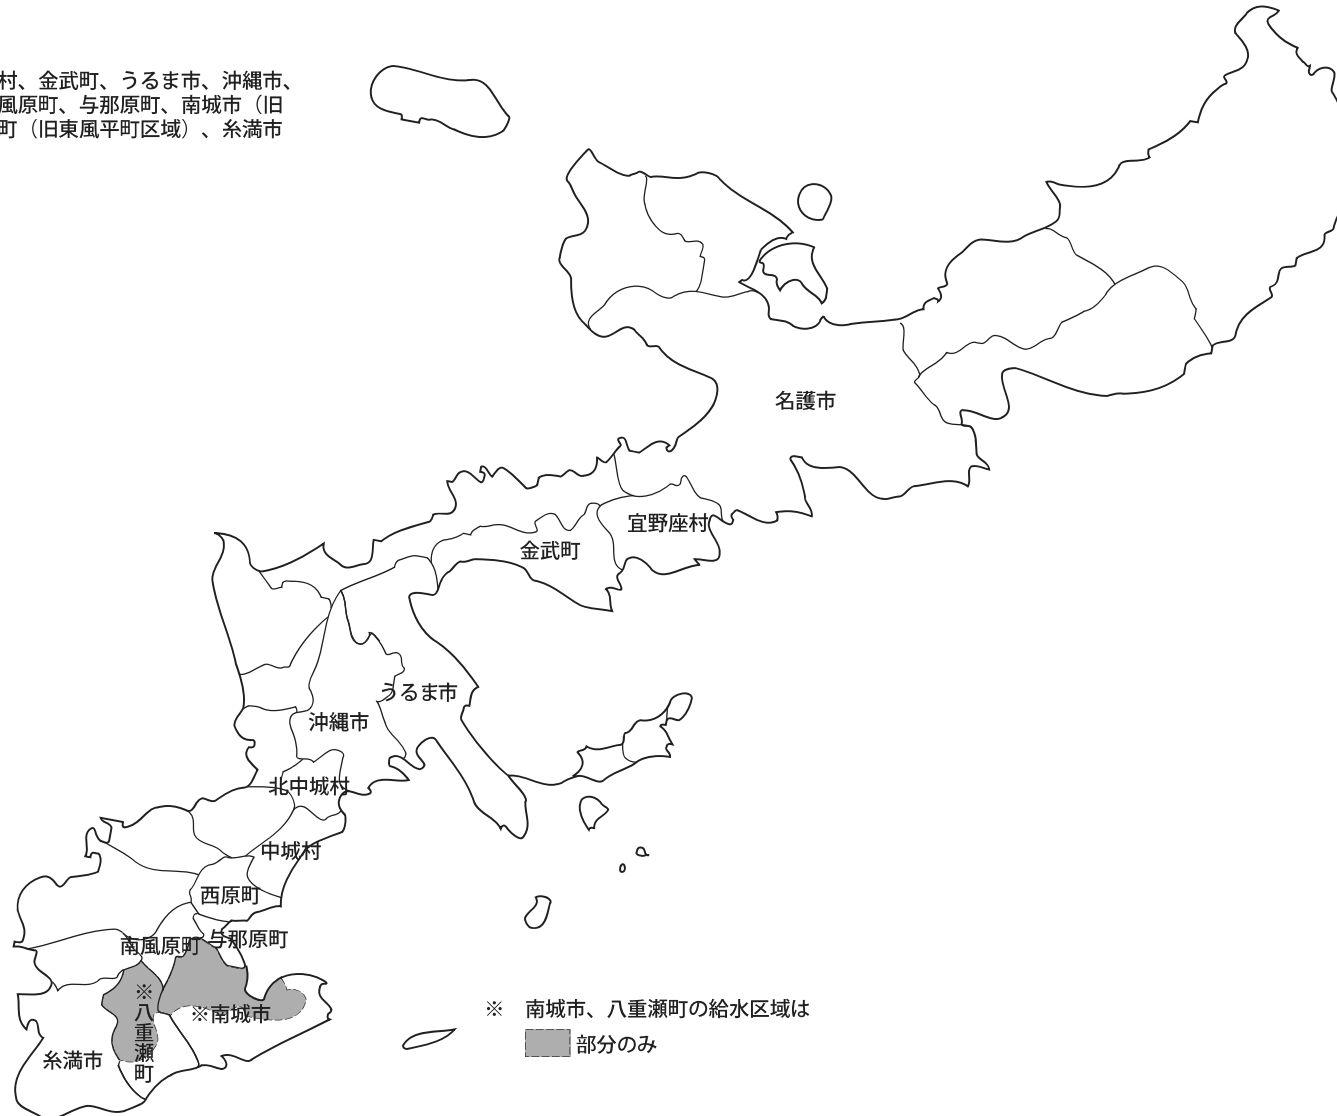 村、金武町、うるま市、沖縄市、
風原町、与那原町、南城市（旧
町（旧東風平町区域）、糸満市
名護市
宜野座村
金武町
うるま市
沖縄市
北中城村
中城村
西原町
与那原町
南風原町
※八重瀬町
※南城市
糸満市
※ 南城市、八重瀬町の給水区域は
部分のみ